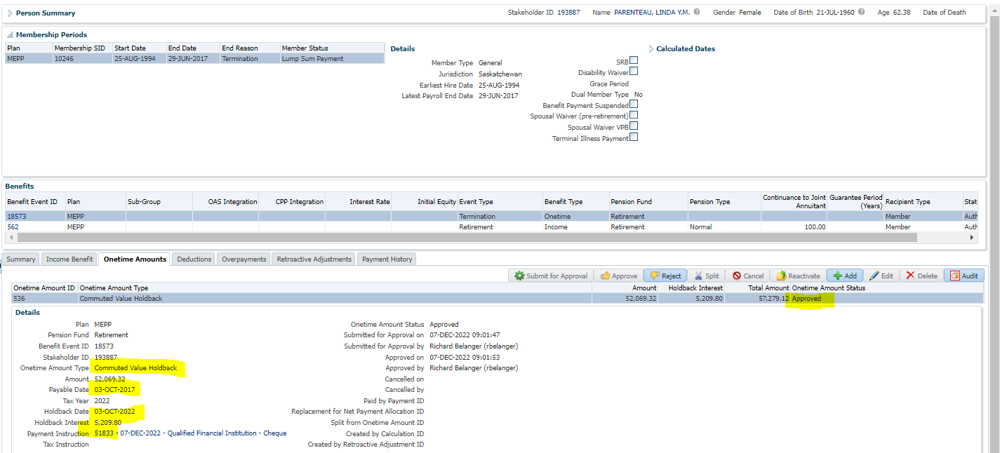 Person Summary Stakeholder ID 193887 Name PARENTEAU, LINDA Y.M. Gender Female Date of Birth 21-JUL-1960 Age 62.38 Date of Death
Membership Periods
Plan Membership SID Start Date End Date End Reason Member Status
MEPP 10246 25-AUG-1994 29-JUN-2017 Termination Lump Sum Payment
Details
Member Type General
Jurisdiction Saskatchewan
Earliest Hire Date 25-AUG-1994
Latest Payroll End Date 29-JUN-2017
SRB
Disability Waiver
Grace Period
Dual Member Type No
Benefit Payment Suspended
Spousal Waiver (pre-retirement)
Spousal Waiver VPB
Terminal Illness Payment
Calculated Dates
Benefits
Benefit Event ID Plan Sub-Group OAS Integration CPP Integration Interest Rate Initial Equity Event Type Benefit Type Pension Fund Pension Type Continuance to Joint Annuitant Guarantee Period (Years) Recipient Type Stat
18573 MEPP Termination Onetime Retirement Member Auth
562 MEPP Retirement Income Retirement Normal 100.00 Member Auth
Summary Income Benefit Onetime Amounts Deductions Overpayments Retroactive Adjustments Payment History
Submit for Approval Approve Reject Split Cancel Reactivate Add Edit Delete Audit
Onetime Amount ID Onetime Amount Type Amount Holdback Interest Total Amount Onetime Amount Status
536 Commuted Value Holdback 52,069.32 5,209.80 57,279.12 Approved
Details
Plan MEPP
Pension Fund Retirement
Benefit Event ID 18573
Stakeholder ID 193887
Onetime Amount Type Commuted Value Holdback
Amount 52,069.32
Payable Date 03-OCT-2017
Tax Year 2022
Holdback Date 03-OCT-2022
Holdback Interest 5,209.80
Payment Instruction 51833 - 07-DEC-2022 - Qualified Financial Institution - Cheque
Tax Instruction
Onetime Amount Status Approved
Submitted for Approval on 07-DEC-2022 09:01:47
Submitted for Approval by Richard Belanger (rbelanger)
Approved on 07-DEC-2022 09:01:53
Approved by Richard Belanger (rbelanger)
Cancelled on
Cancelled by
Paid by Payment ID
Replacement for Net Payment Allocation ID
Split from Onetime Amount ID
Created by Calculation ID
Created by Retroactive Adjustment ID